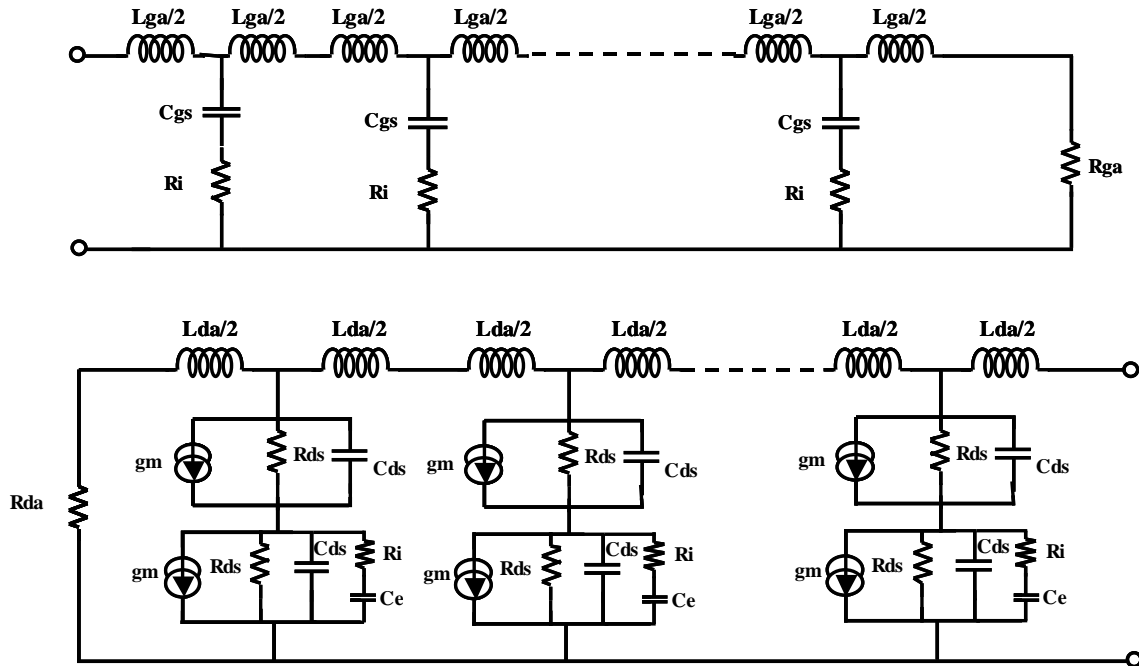 Lga/2 Lga/2 Lga/2 Lga/2 Lga/2 Lga/2
Cgs Cgs Cgs
Ri Ri Ri Rga
Lda/2 Lda/2 Lda/2 Lda/2 Lda/2 Lda/2
gm Rds Cds gm Rds Cds gm Rds Cds
Rda
gm Rds Cds Ri gm Rds Cds Ri gm Rds Cds Ri
Ce Ce Ce